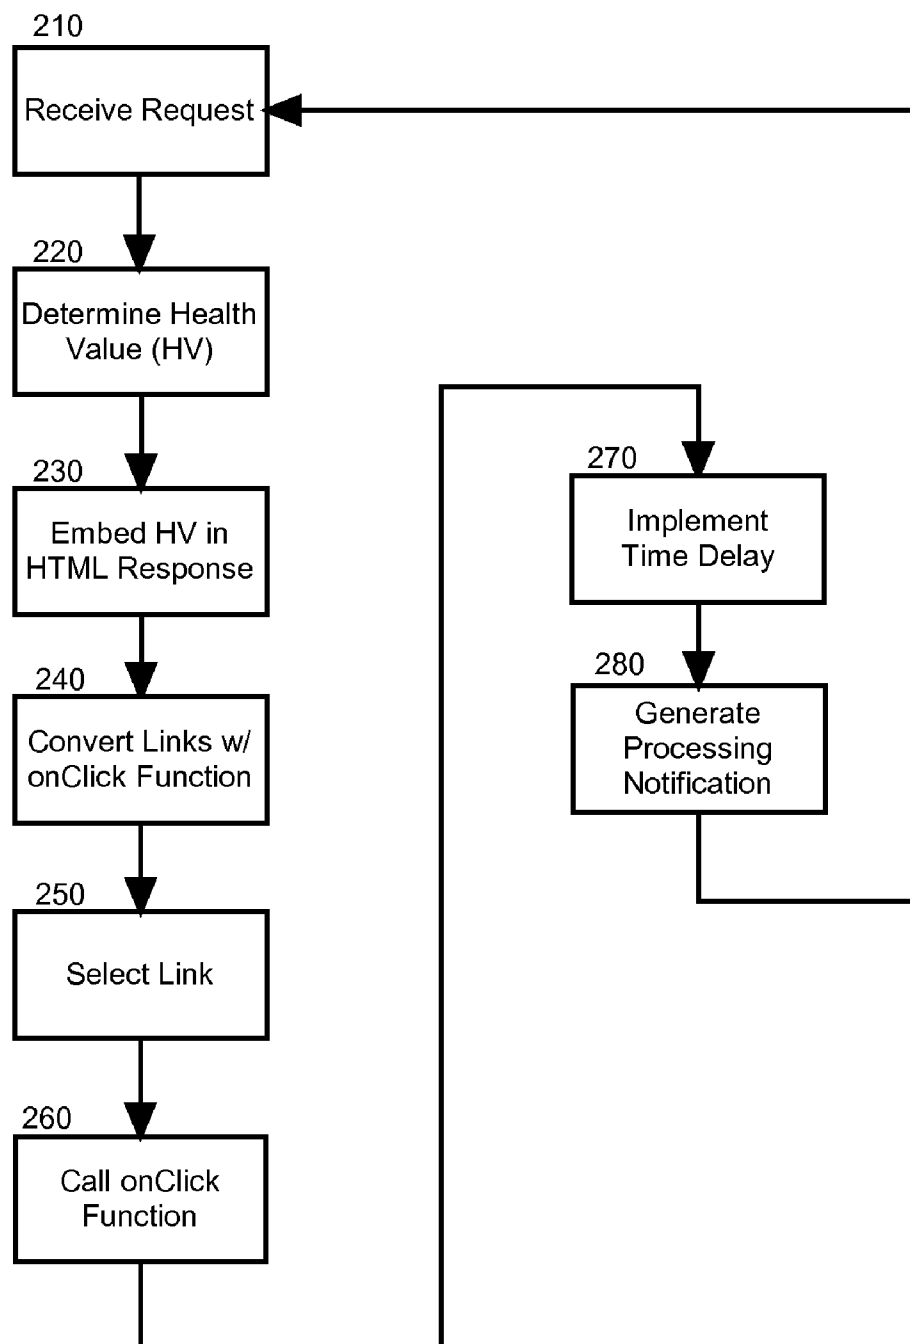 210
Receive Request
220
Determine Health
Value (HV)
230
Embed HV in
HTML Response
240
Convert Links w/
onClick Function
250
Select Link
260
Call onClick
Function
270
Implement
Time Delay
280
Generate
Processing
Notification